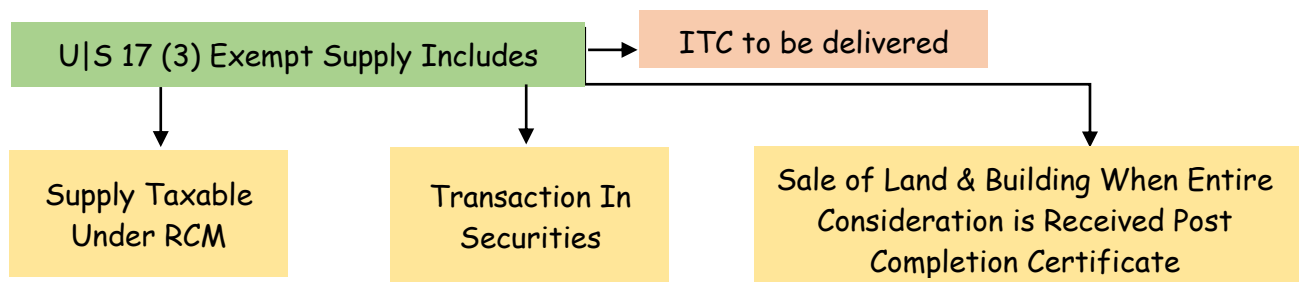 U|S 17 (3) Exempt Supply Includes
ITC to be delivered
Supply Taxable
Under RCM
Transaction In
Securities
Sale of Land & Building When Entire
Consideration is Received Post
Completion Certificate